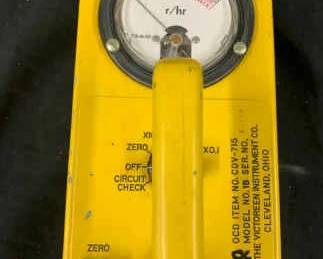 r/hr
X10
ZERO
X0.1
OFF
CIRCUIT
CHECK
ZERO
OCD ITEM NO. CDV-715
MODEL NO. 1B SER. NO.
THE VICTOREEN INSTRUMENT CO.
CLEVELAND, OHIO